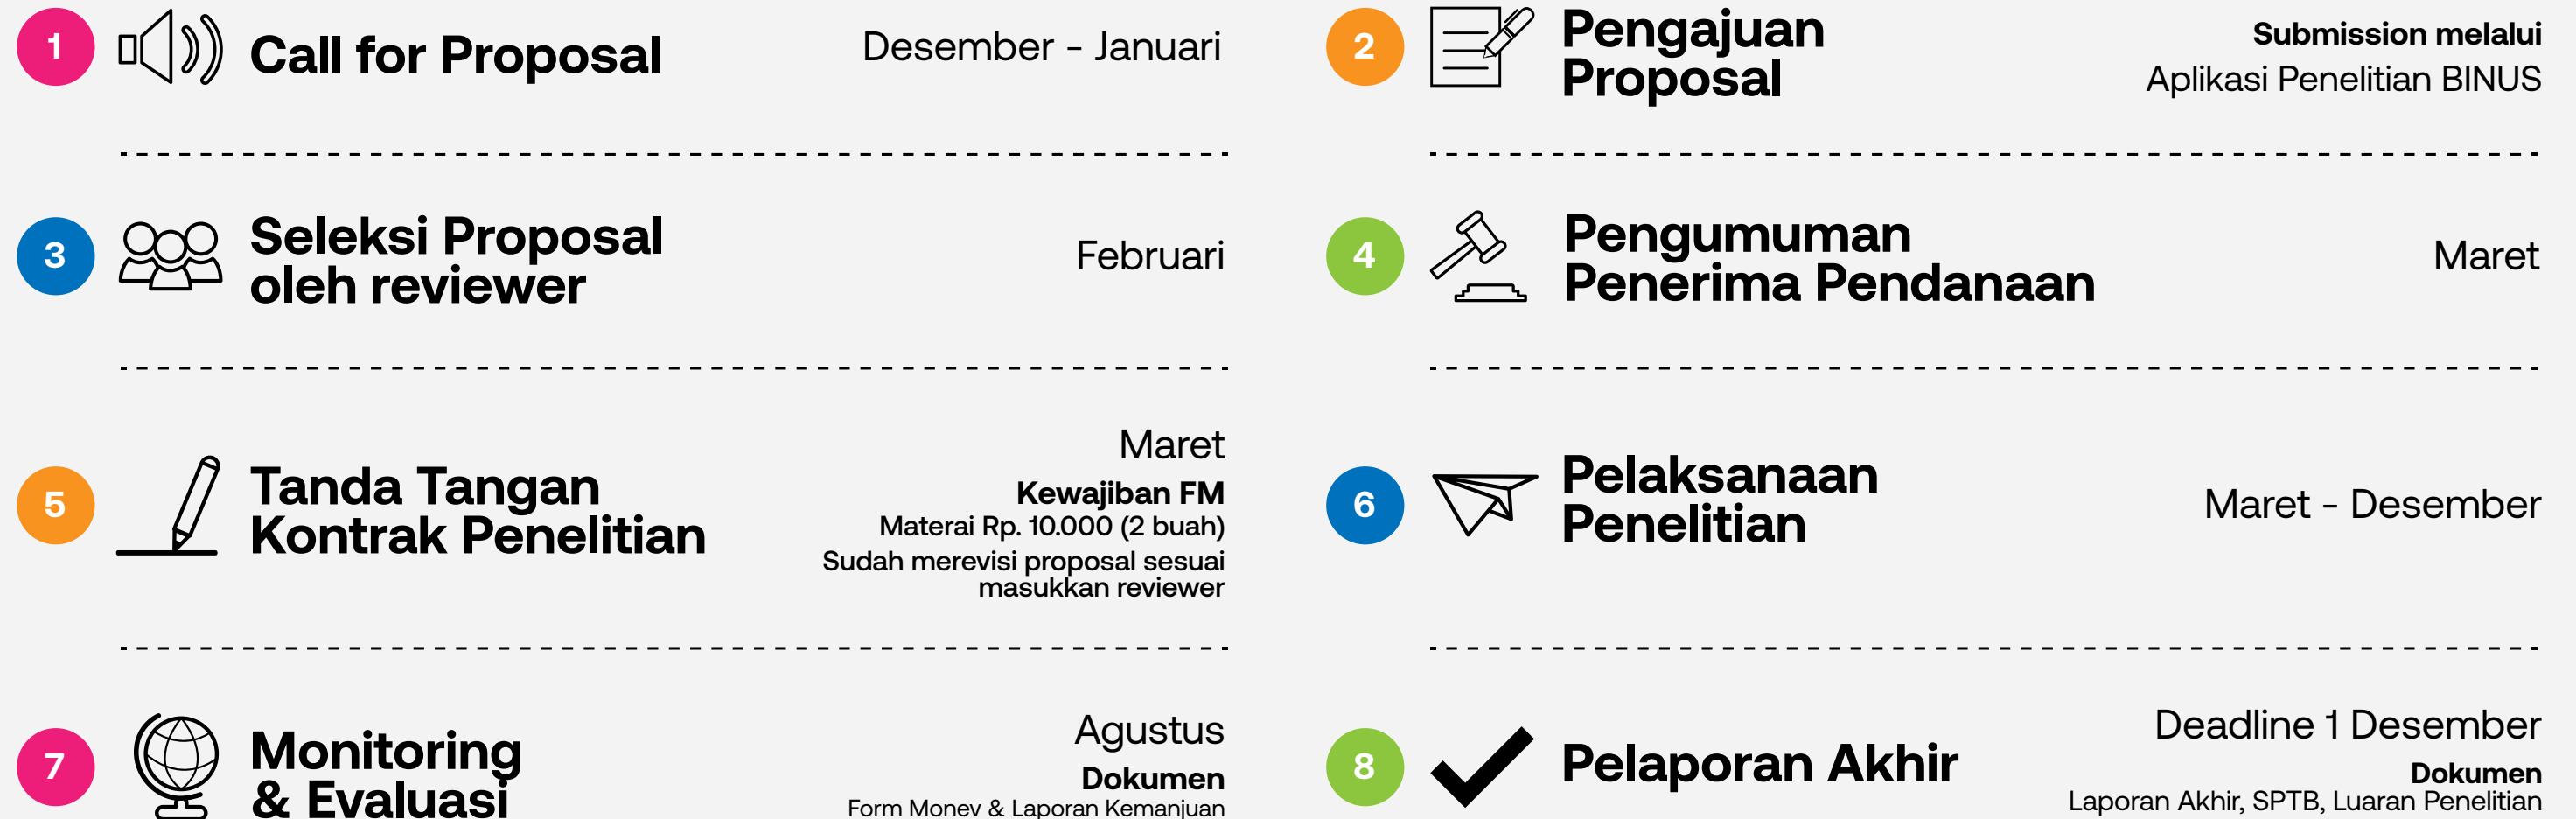 1
Call for Proposal
Desember - Januari
2
Pengajuan
Proposal
Submission melalui
Aplikasi Penelitian BINUS
3
Seleksi Proposal
oleh reviewer
Februari
4
Pengumuman
Penerima Pendanaan
Maret
5
Tanda Tangan
Kontrak Penelitian
Maret
Kewajiban FM
Materai Rp. 10.000 (2 buah)
Sudah merevisi proposal sesuai
masukkan reviewer
6
Pelaksanaan
Penelitian
Maret - Desember
7
Monitoring
& Evaluasi
Agustus
Dokumen
Form Monev & Laporan Kemanjuan
8
Pelaporan Akhir
Deadline 1 Desember
Dokumen
Laporan Akhir, SPTB, Luaran Penelitian